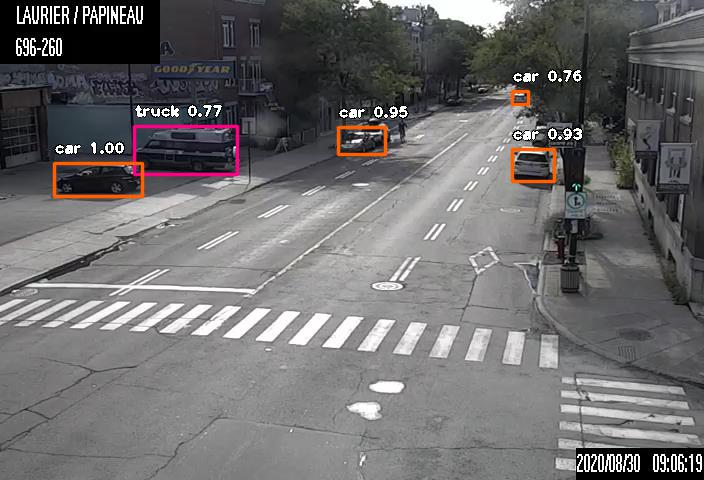 LAURIER / PAPINEAU
696-260
car 0.76
GOODYEAR
truck 0.77
car 0.95
car 0.93
car 1.00
2020/08/30 09:06:19